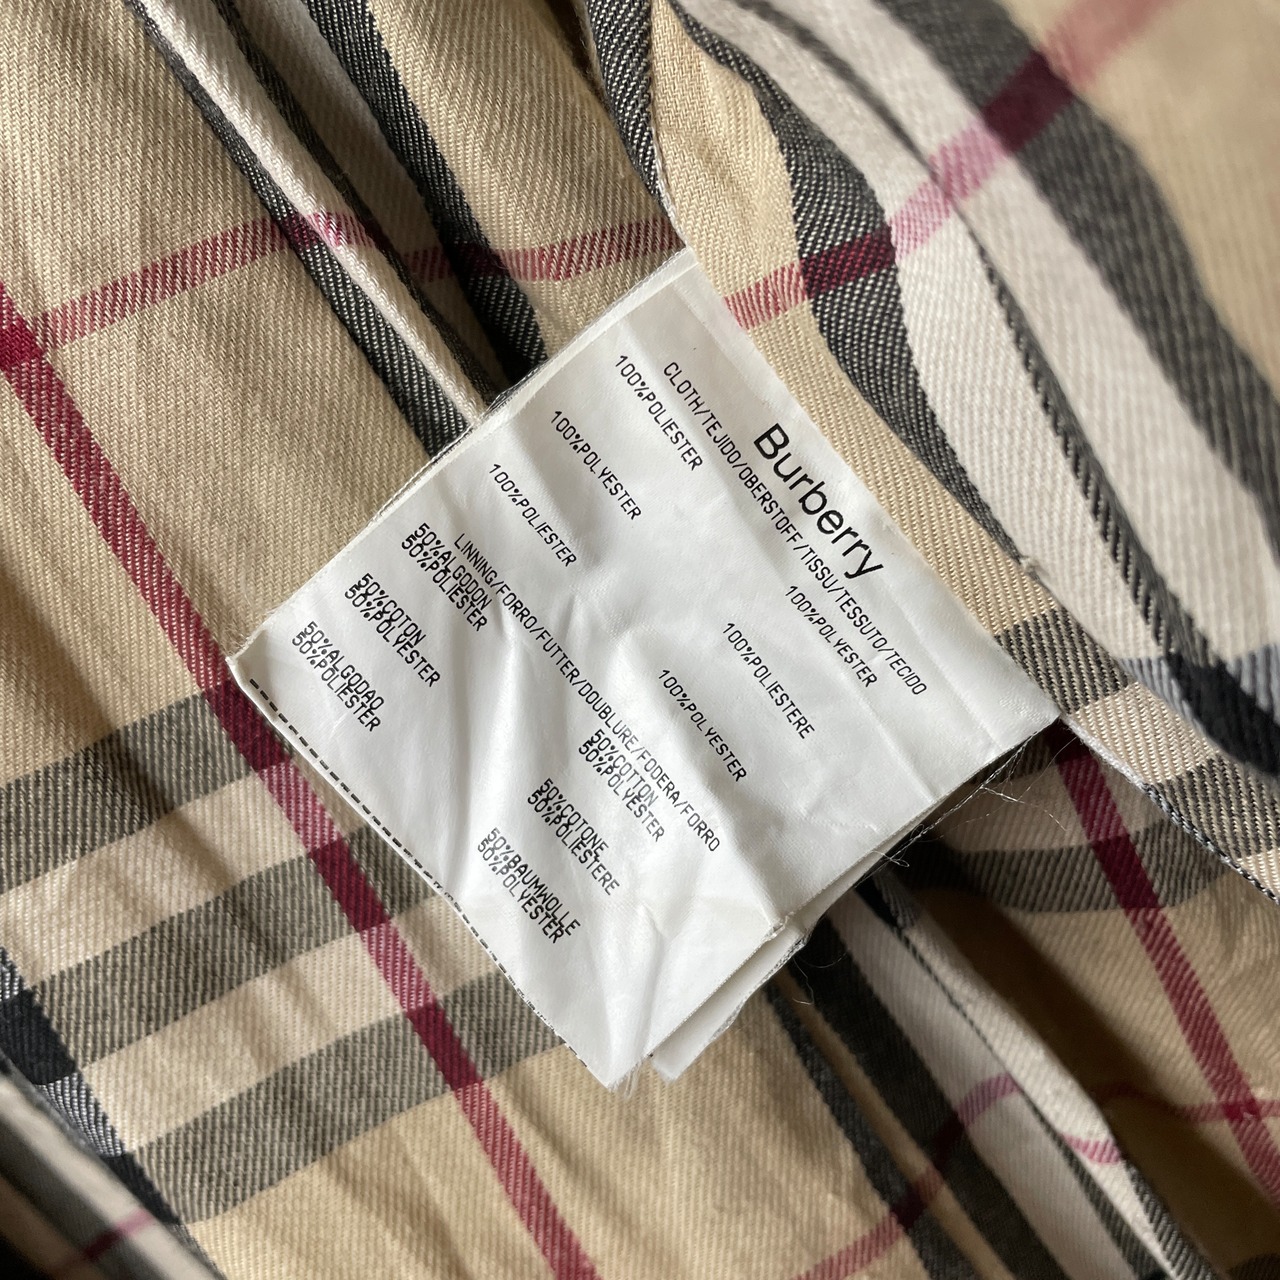 Burberry
CLOTH/TEJIDO/OBERSTOFF/TISSU/TESSUTO/TECIDO
100%POLIESTER
100%POLYESTER
100%POLYESTER
100%POLIESTERE
100%POLIESTER
100%POLYESTER
LINNING/FORRO/FUTTER/DOUBLURE/FODERA/FORRO
50%ALGODON
50%POLIESTER
50%COTTON
50%POLYESTER
50%COTON
50%POLYESTER
50%COTONE
50%POLIESTERE
50%ALGODAO
50%POLIESTER
50%BAUMWOLLE
50%POLYESTER